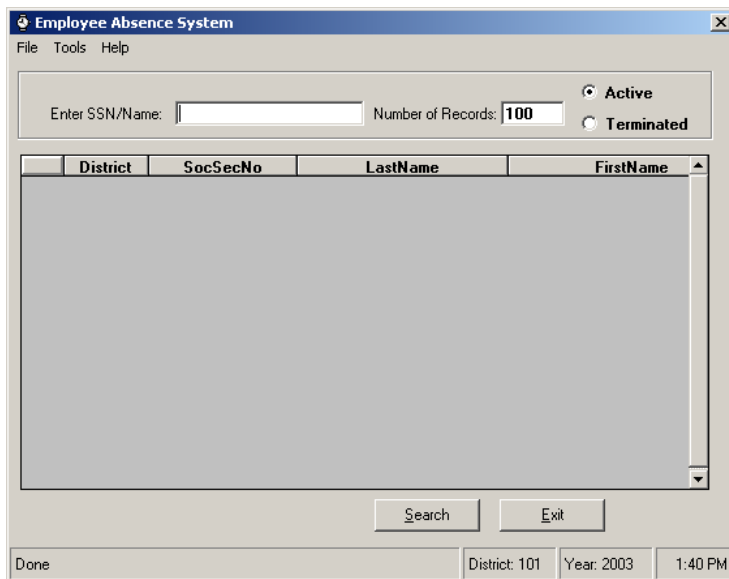 Employee Absence System
File Tools Help
Enter SSN/Name: Number of Records: 100
Active
Terminated
District SocSecNo LastName FirstName
Search Exit
Done District: 101 Year: 2003 1:40 PM